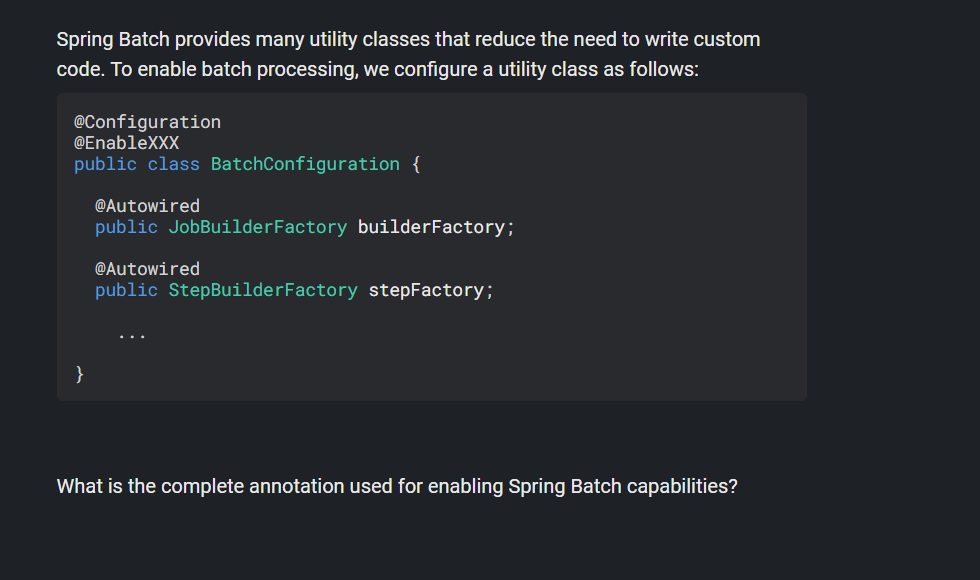 Spring Batch provides many utility classes that reduce the need to write custom
code. To enable batch processing, we configure a utility class as follows:
@Configuration
@EnableXXX
public class BatchConfiguration {
@Autowired
public JobBuilderFactory builderFactory;
@Autowired
public StepBuilderFactory stepFactory;
...
}
What is the complete annotation used for enabling Spring Batch capabilities?